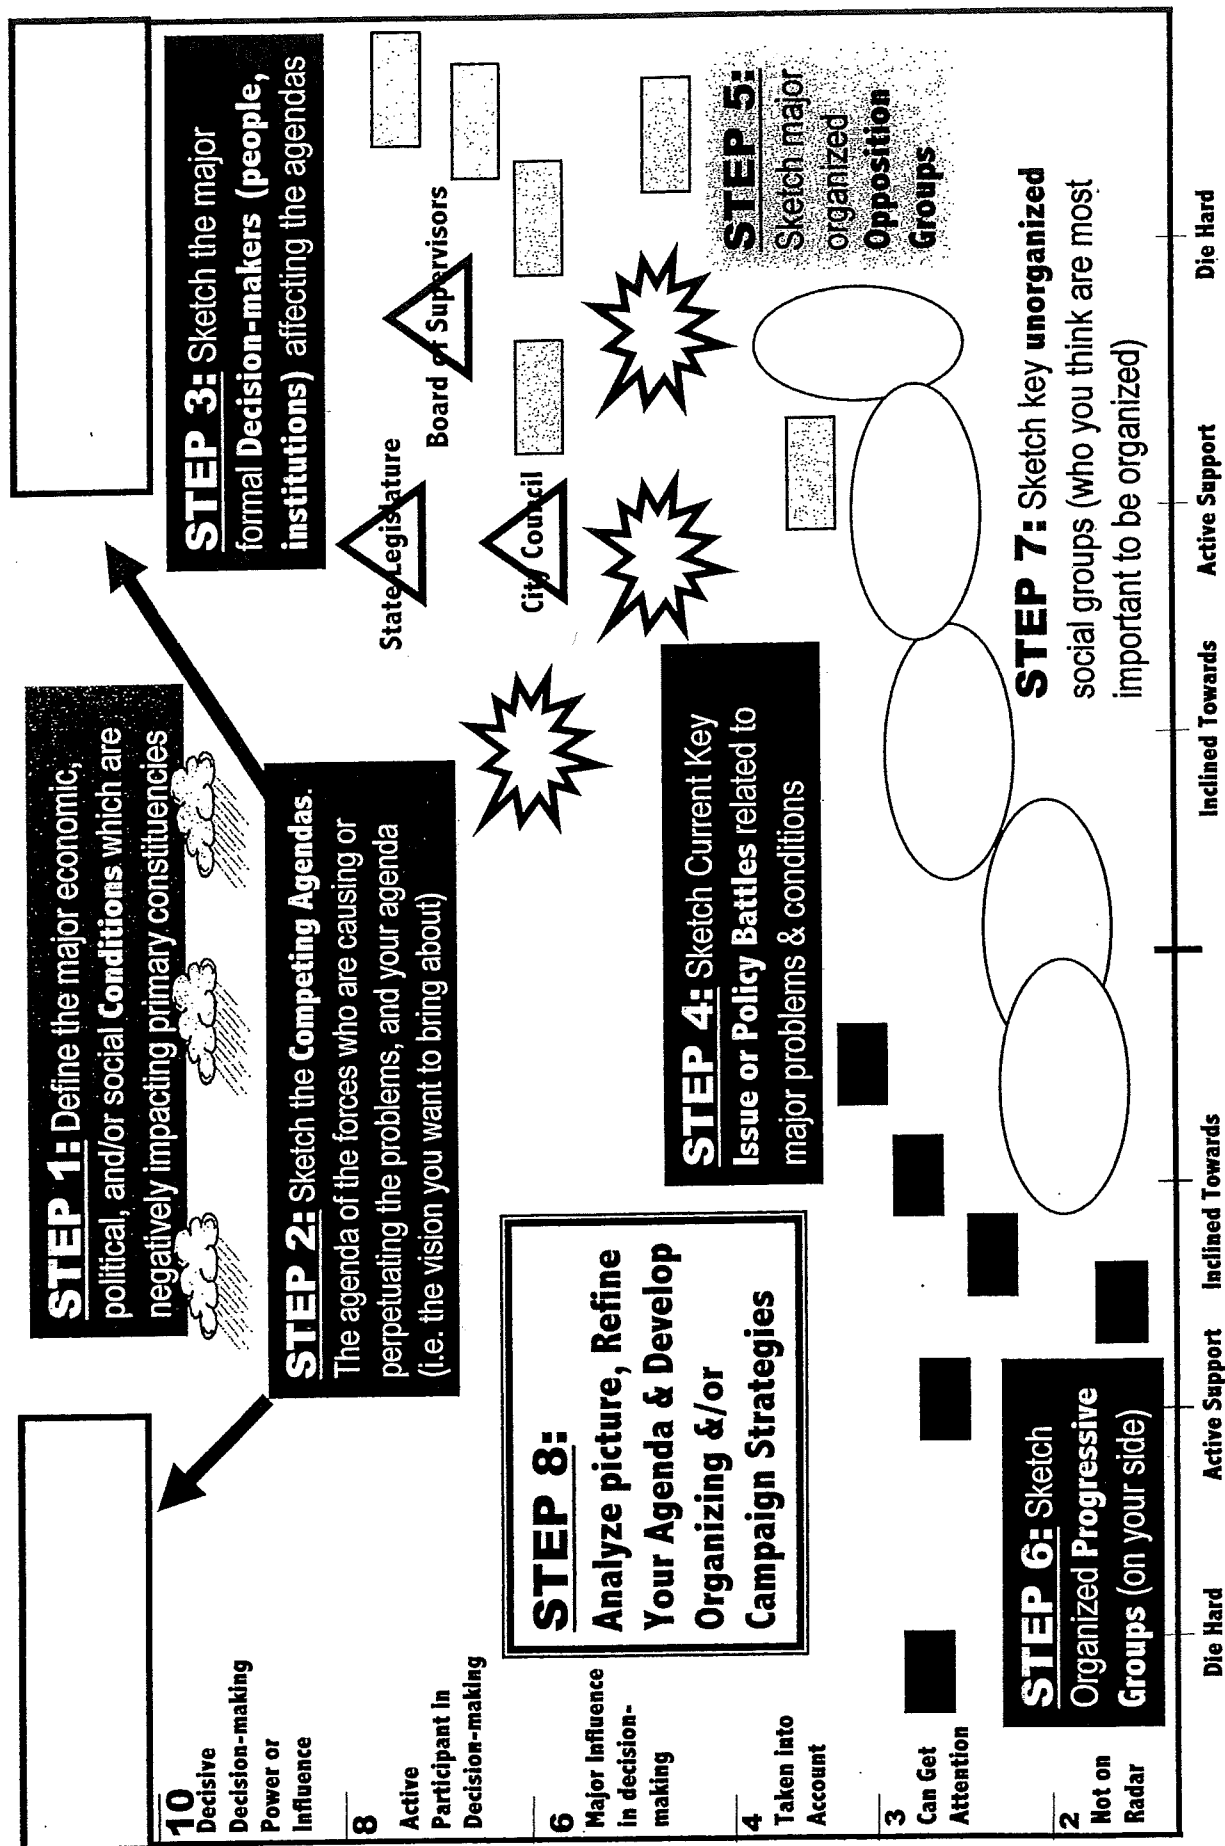 STEP 1: Define the major economic,
political, and/or social Conditions which are
negatively impacting primary constituencies
STEP 2: Sketch the Competing Agendas.
The agenda of the forces who are causing or
perpetuating the problems, and your agenda
(i.e. the vision you want to bring about)
STEP 3: Sketch the major
formal Decision-makers (people,
institutions) affecting the agendas
State Legislature
Board of Supervisors
City Council
STEP 4: Sketch Current Key
Issue or Policy Battles related to
major problems & conditions
STEP 5:
Sketch major
organized
Opposition
Groups
STEP 6: Sketch
Organized Progressive
Groups (on your side)
STEP 7: Sketch key unorganized
social groups (who you think are most
important to be organized)
STEP 8:
Analyze picture, Refine
Your Agenda & Develop
Organizing &/or
Campaign Strategies
10
Decisive
Decision-making
Power or
Influence
8
Active
Participant in
Decision-making
6
Major Influence
in decision-
making
4
Taken into
Account
3
Can Get
Attention
2
Not on
Radar
Die Hard
Active Support
Inclined Towards
Inclined Towards
Active Support
Die Hard